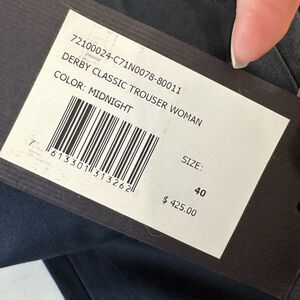 72100024-C71N0078-80011
DERBY CLASSIC TROUSER WOMAN
COLOR: MIDNIGHT
SIZE:
40
7 613301 313262
$ 425.00